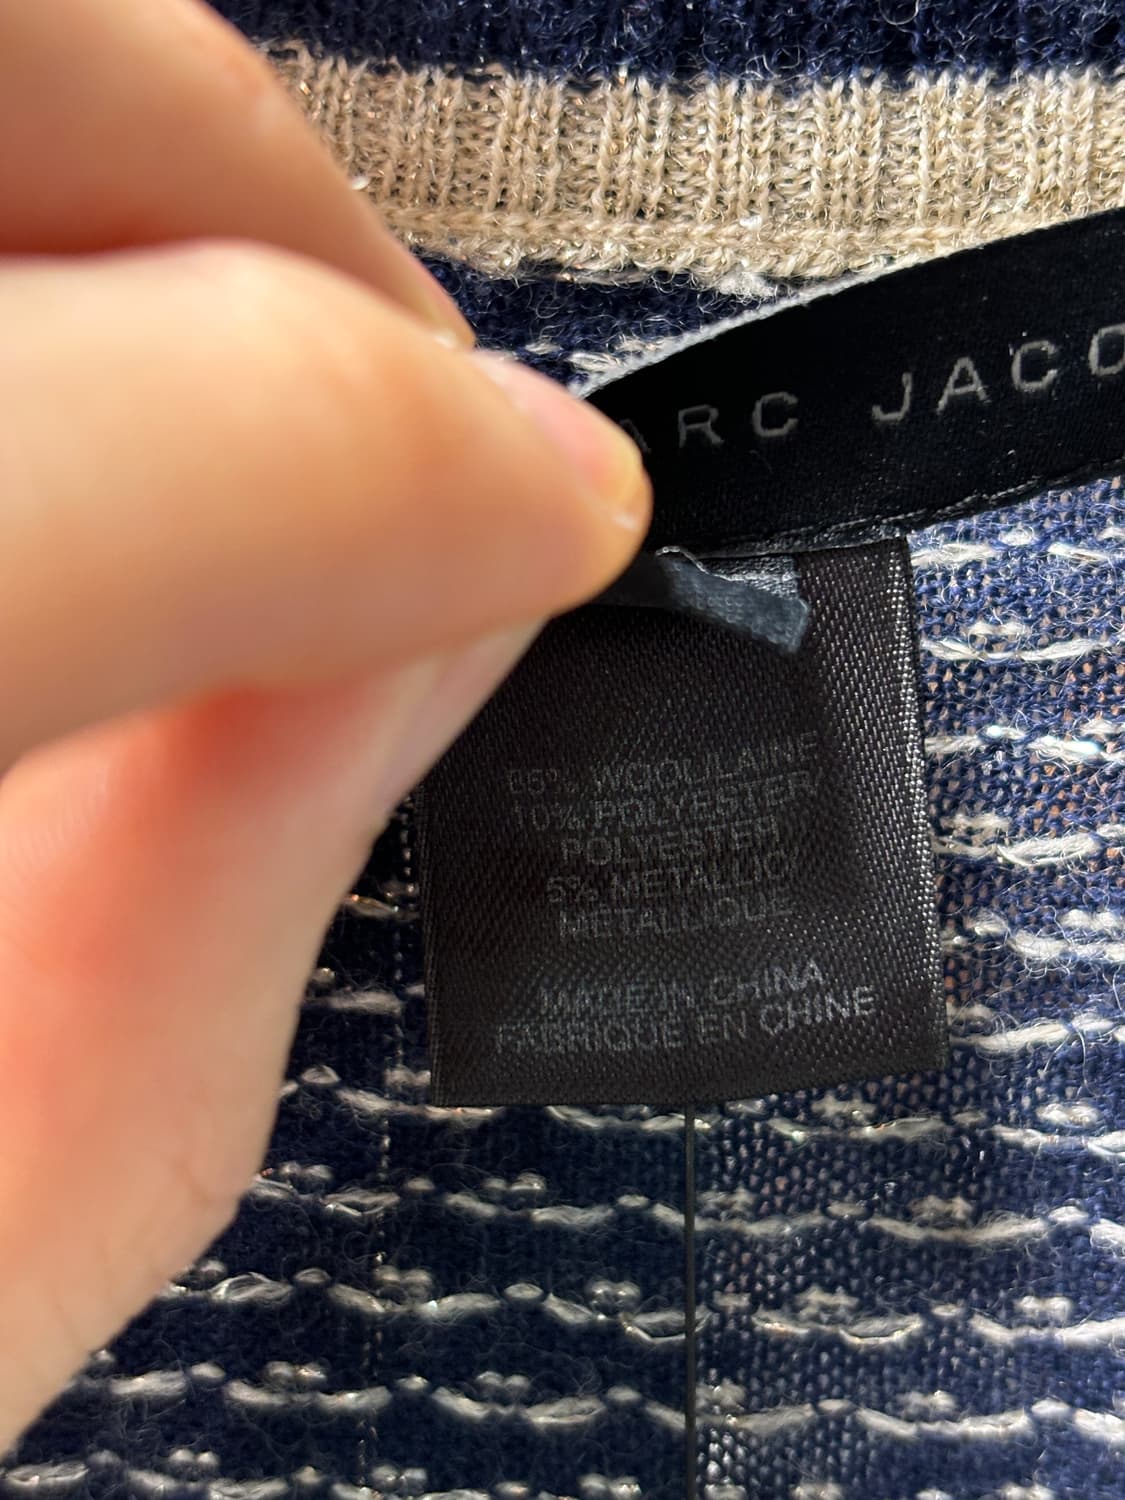 ARC JACO
85% WOOL/LAINE
10% POLYESTER/
POLYESTER
5% METALLIC/
METALLIQUE
MADE IN CHINA
FABRIQUE EN CHINE